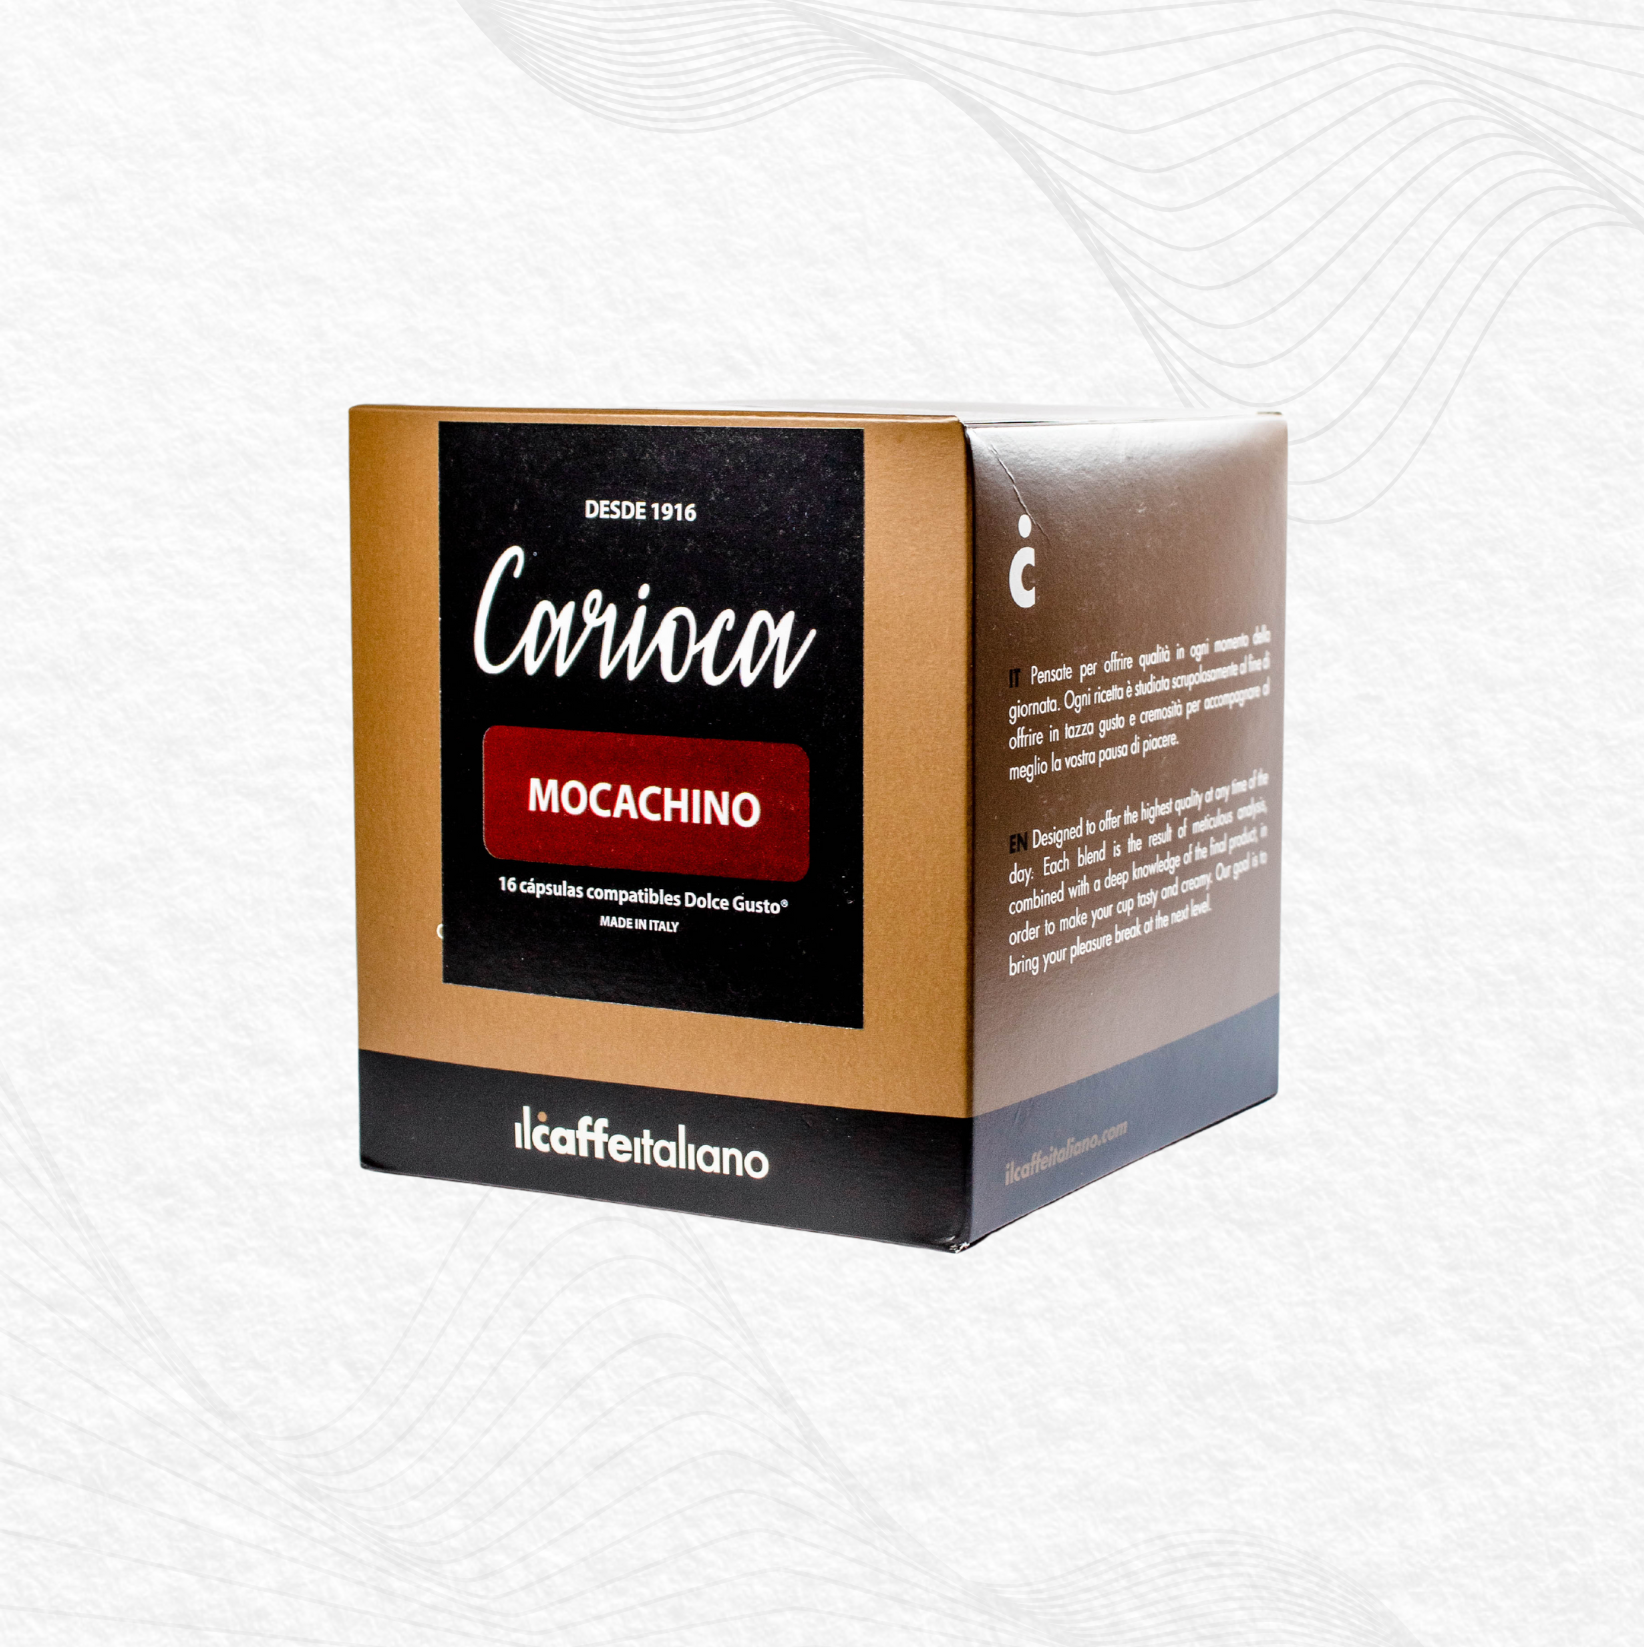 DESDE 1916
Carioca
MOCACHINO
16 cápsulas compatibles Dolce Gusto®
MADE IN ITALY
ilcaffeitaliano
c
IT Pensate per offrire qualità in ogni momento della
giornata. Ogni ricetta è studiata scrupolosamente al fine di
offrire in tazza gusto e cremosità per accompagnare al
meglio la vostra pausa di piacere.
EN Designed to offer the highest quality at any time of the
day. Each blend is the result of meticulous analysis,
combined with a deep knowledge of the final product, in
order to make your cup tasty and creamy. Our goal is to
bring your pleasure break at the next level.
ilcaffeitaliano.com